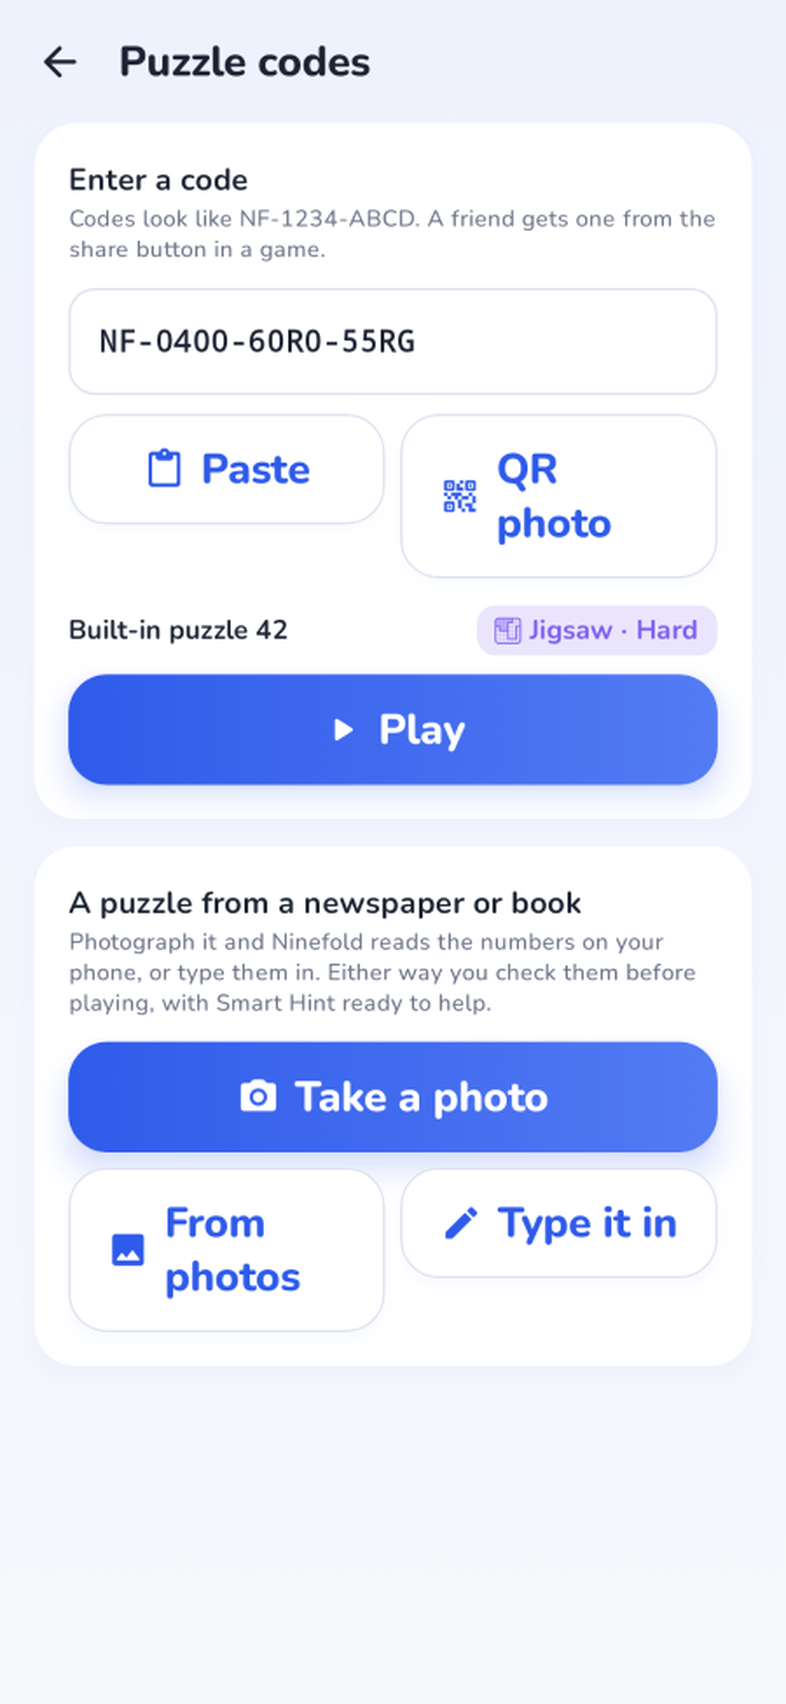 Puzzle codes
Enter a code
Codes look like NF-1234-ABCD. A friend gets one from the
share button in a game.
NF-0400-60R0-55RG
Paste
QR
photo
Built-in puzzle 42
Jigsaw · Hard
Play
A puzzle from a newspaper or book
Photograph it and Ninefold reads the numbers on your
phone, or type them in. Either way you check them before
playing, with Smart Hint ready to help.
Take a photo
From
photos
Type it in